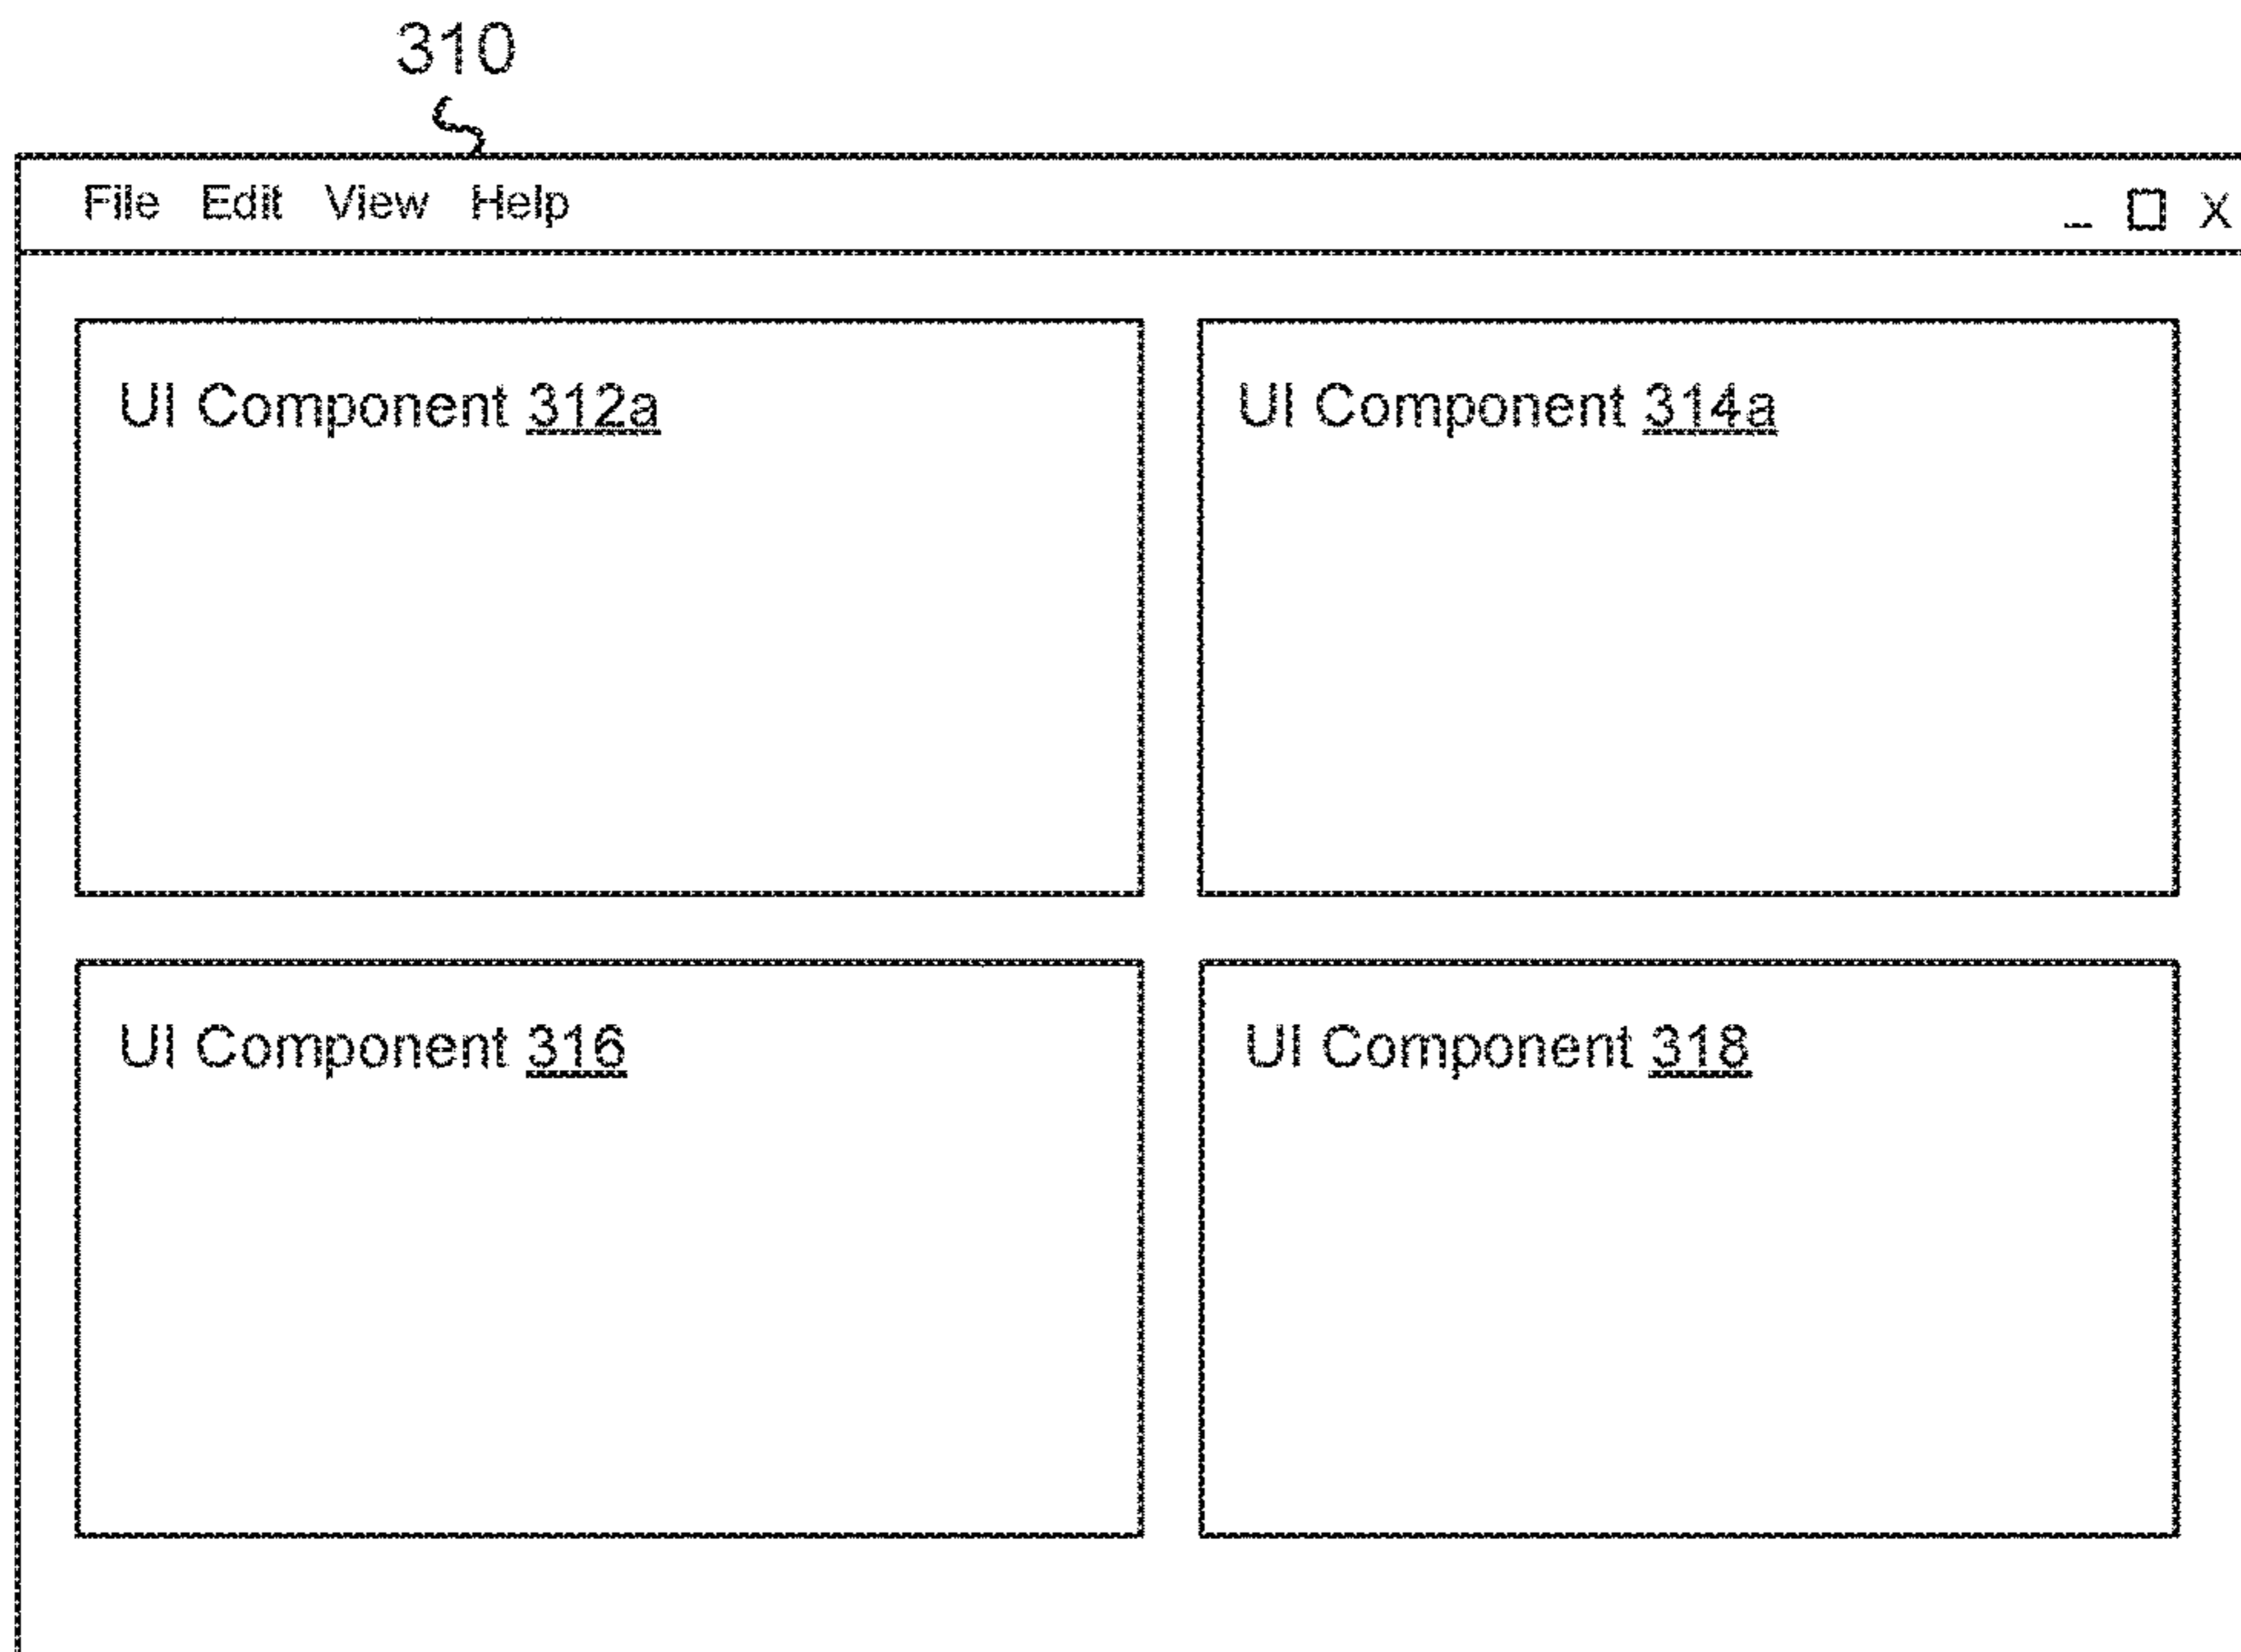 310
File Edit View Help _ □ X
UI Component 312a UI Component 314a
UI Component 316 UI Component 318